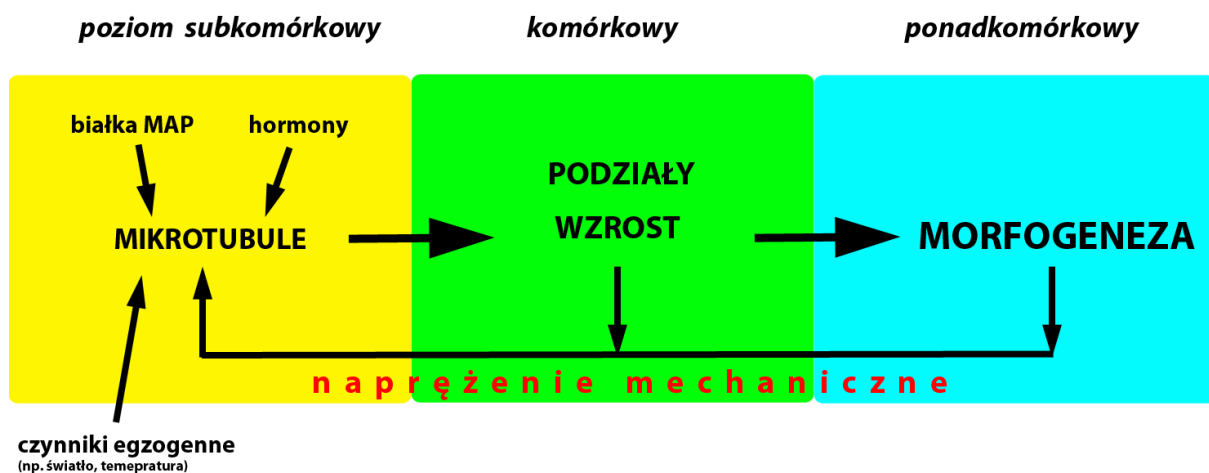 poziom subkomórkowy
komórkowy
ponadkomórkowy
białka MAP
hormony
MIKROTUBULE
PODZIAŁY
WZROST
MORFOGENEZA
naprężenie mechaniczne
czynniki egzogenne
(np. światło, temepratura)